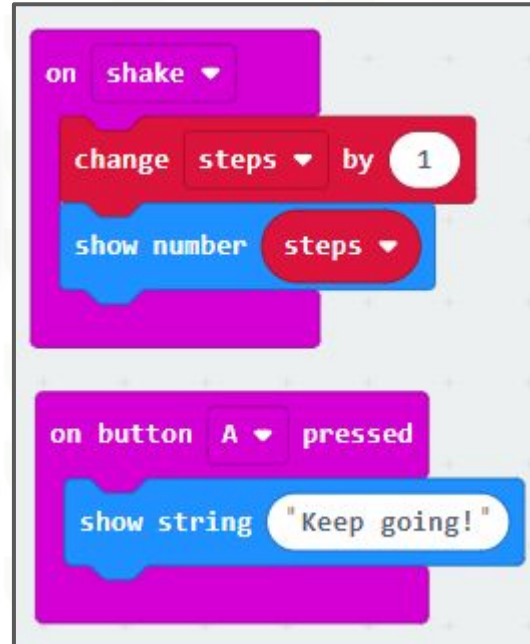 on shake
change steps by 1
show number steps
on button A pressed
show string "Keep going!"